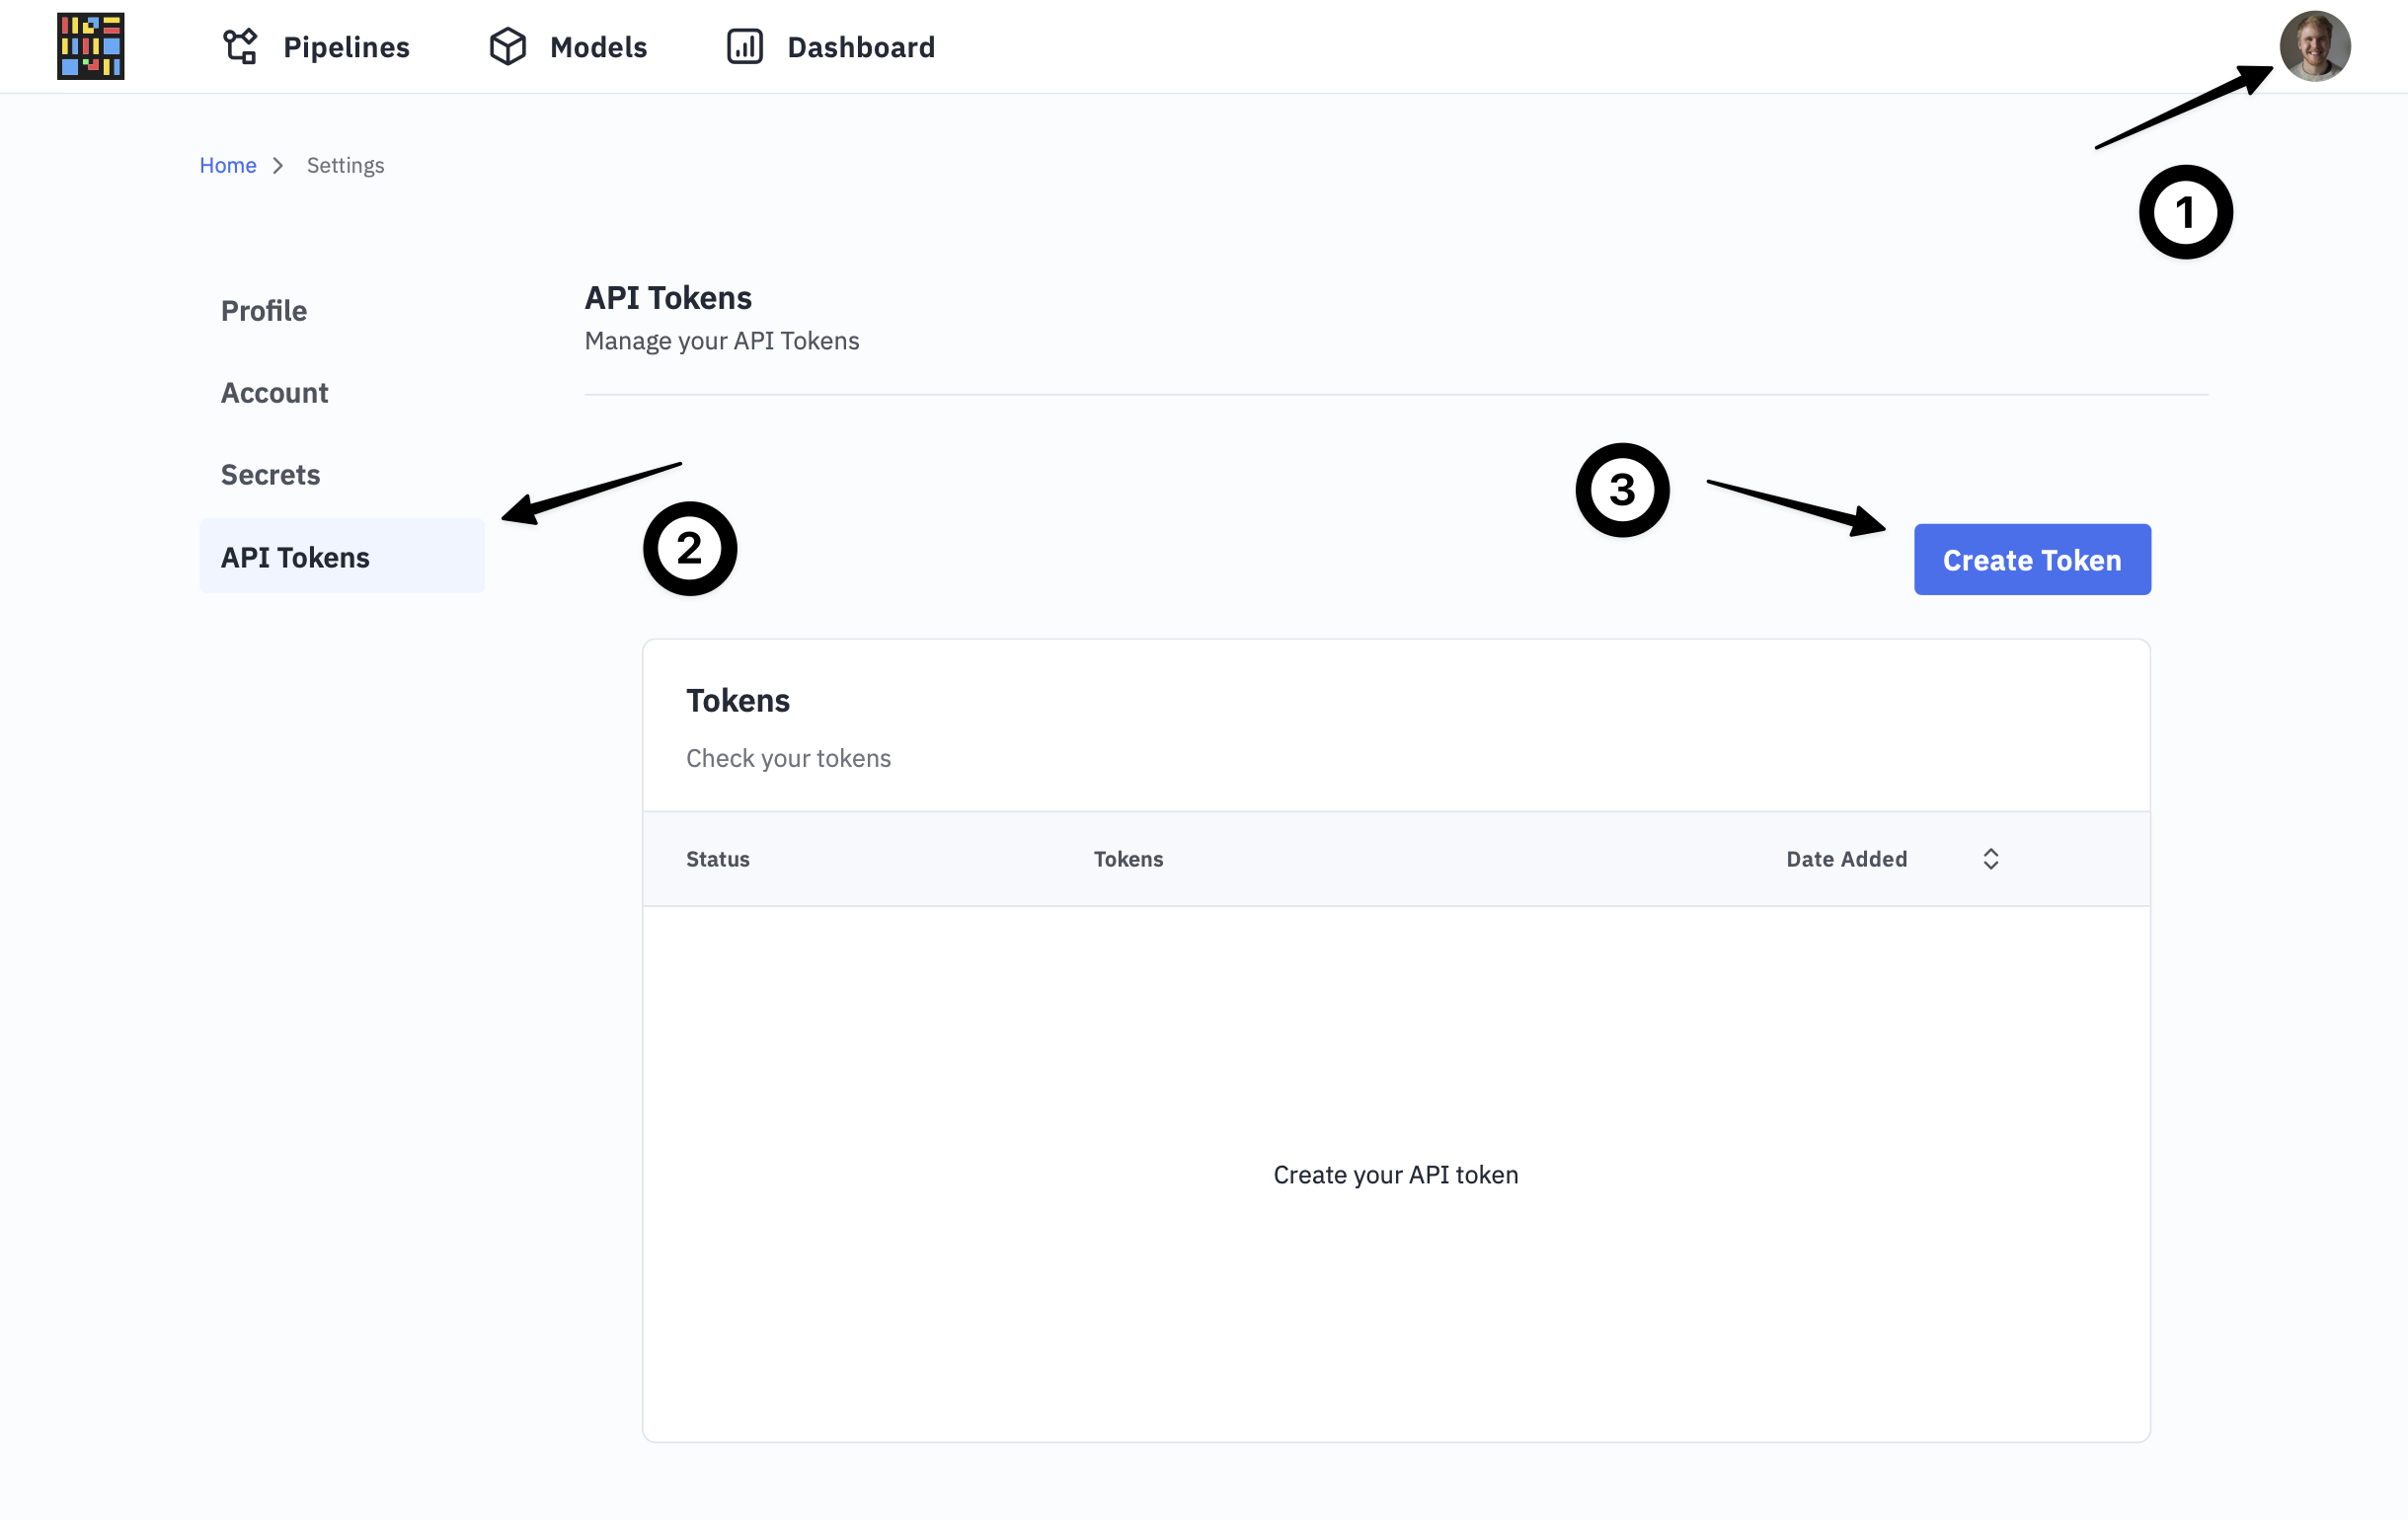 Pipelines
Models
Dashboard
1
Home
Settings
Profile
Account
Secrets
API Tokens
API Tokens
Manage your API Tokens
2
3
Create Token
Tokens
Check your tokens
Status
Tokens
Date Added
Create your API token